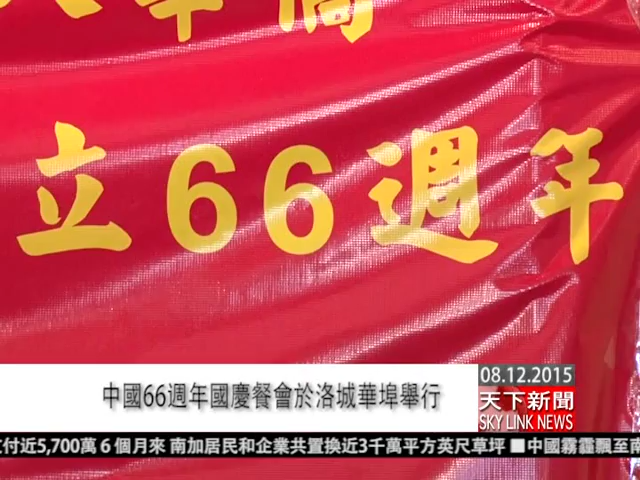 華僑
立66週年
中國66週年國慶餐會於洛城華埠舉行
08.12.2015
天下新聞
SKY LINK NEWS
付近5,700萬 6 個月來 南加居民和企業共置換近3千萬平方英尺草坪 ■中國霧霾飄至南